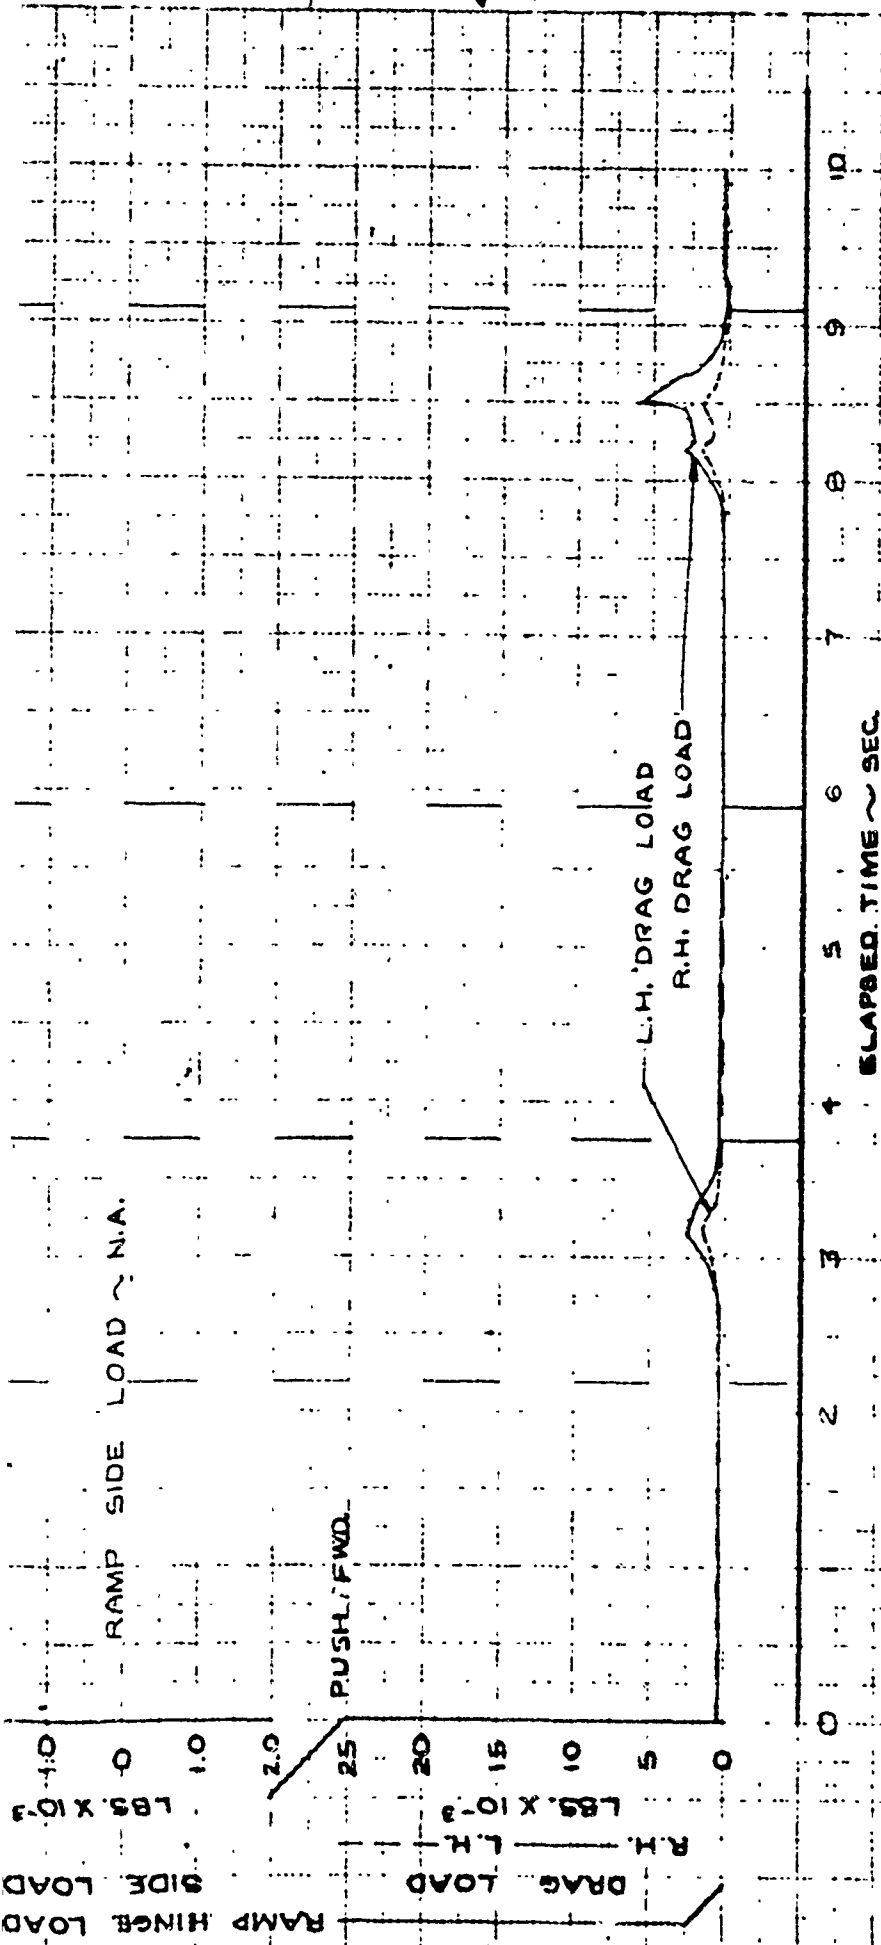 RAMP HINGE LOAD
SIDE LOAD
LBS. X 10-3
1.0
0
1.0
2.0
DRAG LOAD
R.H. L.H.
LBS. X 10-3
25
20
15
10
5
0
RAMP SIDE LOAD ~ N.A.
PUSH, FWD.
L.H. DRAG LOAD
R.H. DRAG LOAD
0 1 2 3 4 5 6 7 8 9 10
ELAPSED TIME ~ SEC.